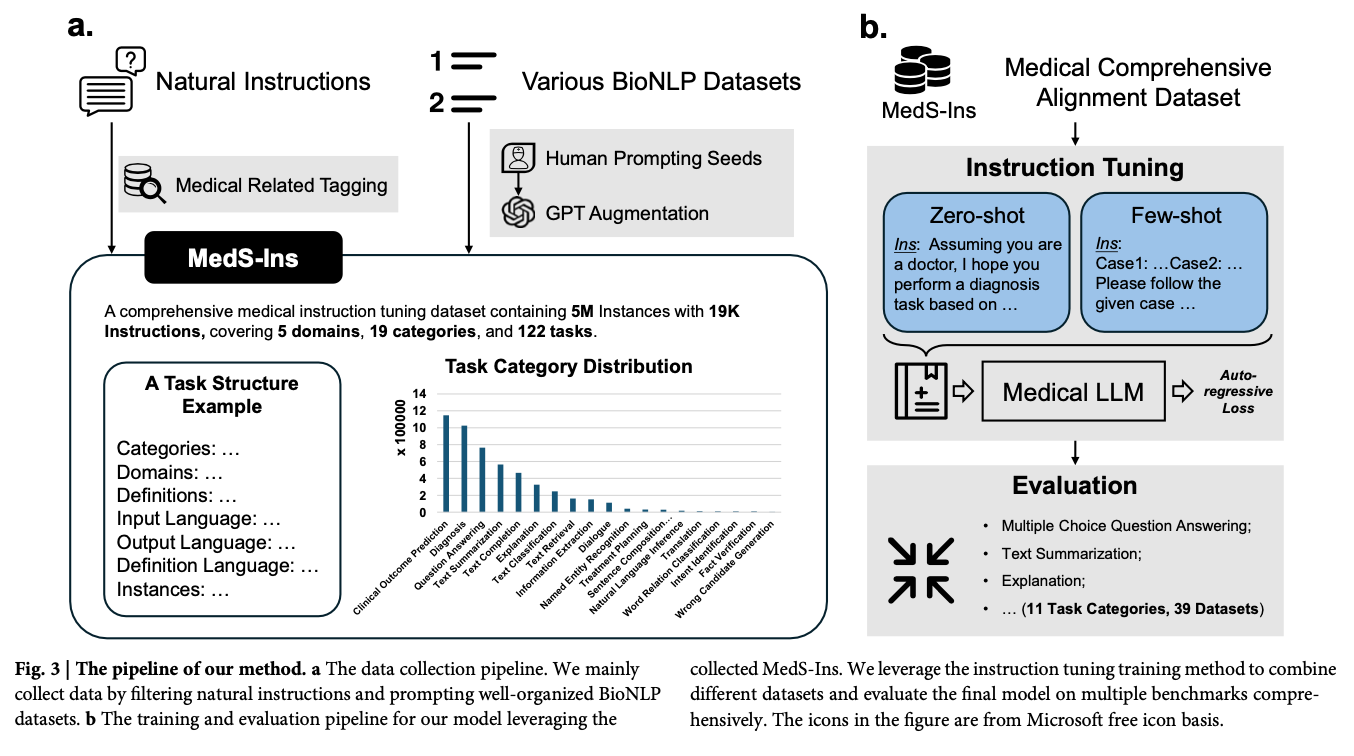 a.
Natural Instructions
1
2
Various BioNLP Datasets
Medical Related Tagging
Human Prompting Seeds
GPT Augmentation
MedS-Ins
A comprehensive medical instruction tuning dataset containing 5M Instances with 19K
Instructions, covering 5 domains, 19 categories, and 122 tasks.
A Task Structure
Example
Categories: …
Domains: …
Definitions: …
Input Language: …
Output Language: …
Definition Language: …
Instances: …
Task Category Distribution
x 100000
14
12
10
8
6
4
2
0
Clinical Outcome Prediction
Diagnosis
Question Answering
Text Summarization
Text Completion
Explanation
Text Classification
Text Retrieval
Information Extraction
Dialogue
Named Entity Recognition
Treatment Planning
Sentence Composition…
Natural Language Inference
Translation
Word Relation Classification
Intent Identification
Fact Verification
Wrong Candidate Generation
b.
MedS-Ins
Medical Comprehensive
Alignment Dataset
Instruction Tuning
Zero-shot
Ins: Assuming you are
a doctor, I hope you
perform a diagnosis
task based on …
Few-shot
Ins:
Case1: …Case2: …
Please follow the
given case …
Medical LLM
Auto-
regressive
Loss
Evaluation
• Multiple Choice Question Answering;
• Text Summarization;
• Explanation;
• … (11 Task Categories, 39 Datasets)
Fig. 3 | The pipeline of our method. a The data collection pipeline. We mainly
collect data by filtering natural instructions and prompting well-organized BioNLP
datasets. b The training and evaluation pipeline for our model leveraging the
collected MedS-Ins. We leverage the instruction tuning training method to combine
different datasets and evaluate the final model on multiple benchmarks compre-
hensively. The icons in the figure are from Microsoft free icon basis.